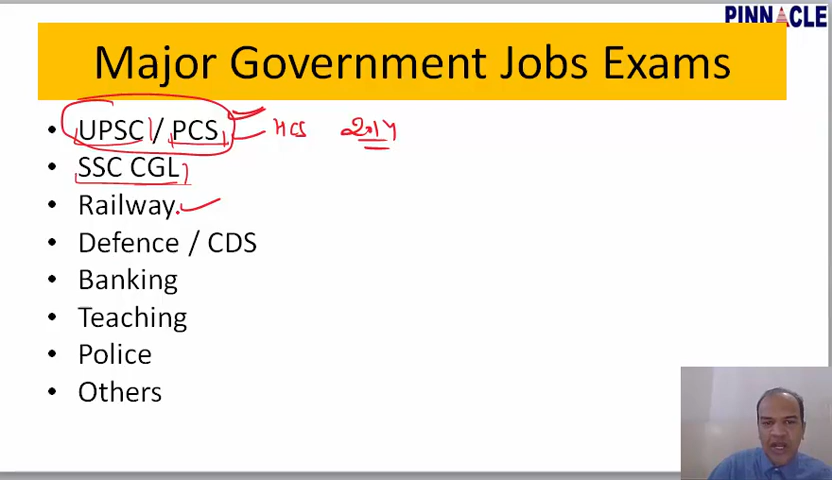 PINNACLE
Major Government Jobs Exams
• UPSC / PCS HCS
• SSC CGL
• Railway
• Defence / CDS
• Banking
• Teaching
• Police
• Others